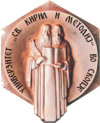 УНИВЕРЗИТЕТ „СВ. КИРИЛ И МЕТОДИЈ" ВО СКОПЈЕ